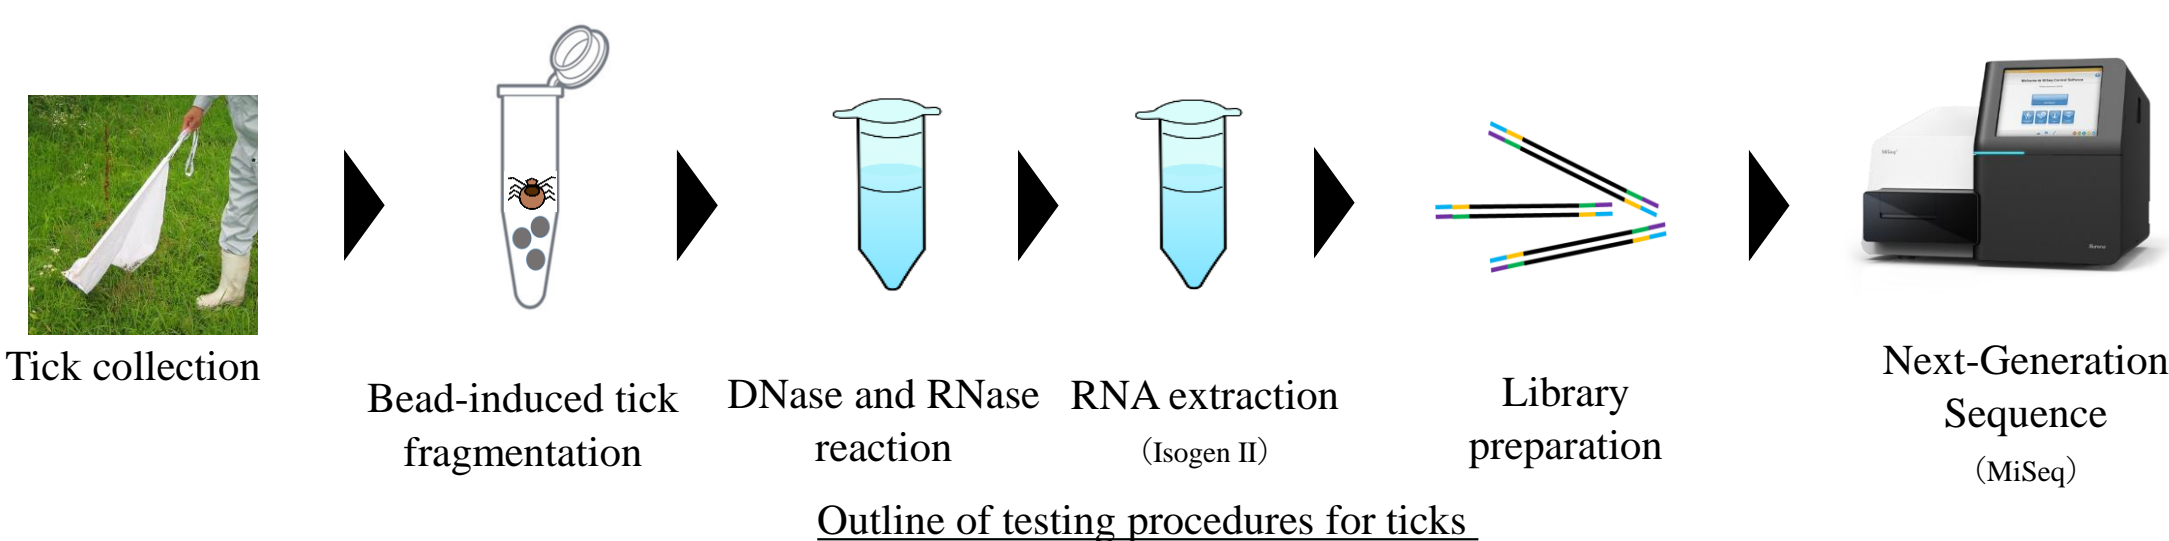 Tick collection
Bead-induced tick
fragmentation
DNase and RNase
reaction
RNA extraction
（Isogen II）
Library
preparation
Next-Generation
Sequence
（MiSeq）
Outline of testing procedures for ticks